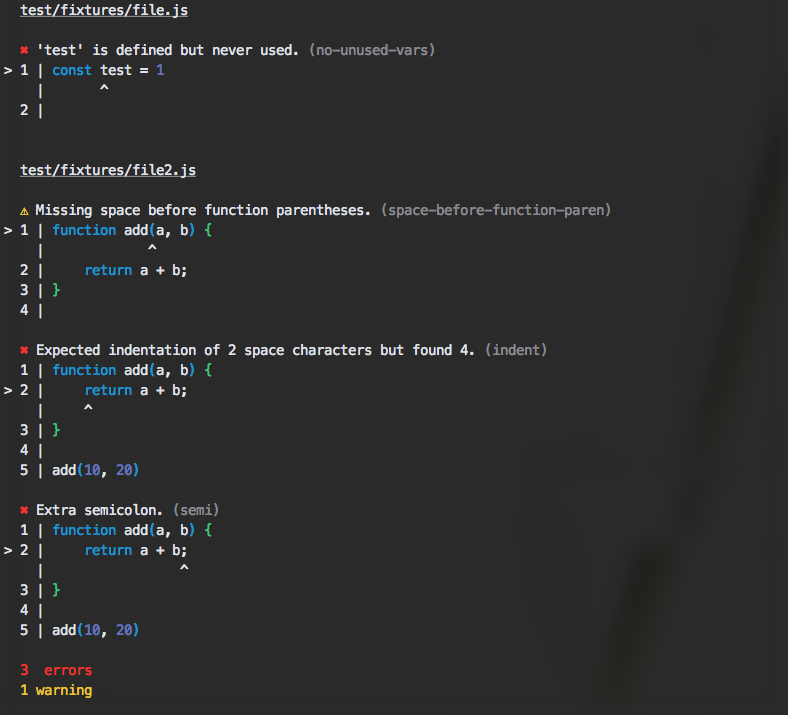 test/fixtures/file.js
✖ 'test' is defined but never used. (no-unused-vars)
> 1 | const test = 1
    |       ^
  2 |
test/fixtures/file2.js
⚠ Missing space before function parentheses. (space-before-function-paren)
> 1 | function add(a, b) {
    |             ^
  2 |     return a + b;
  3 | }
  4 |
✖ Expected indentation of 2 space characters but found 4. (indent)
  1 | function add(a, b) {
> 2 |     return a + b;
    |     ^
  3 | }
  4 |
  5 | add(10, 20)
✖ Extra semicolon. (semi)
  1 | function add(a, b) {
> 2 |     return a + b;
    |                 ^
  3 | }
  4 |
  5 | add(10, 20)
3  errors
1 warning